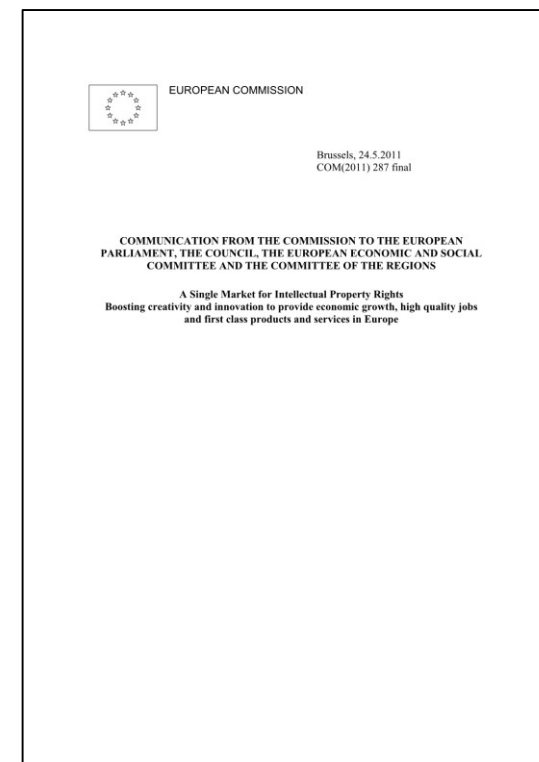 EUROPEAN COMMISSION
Brussels, 24.5.2011
COM(2011) 287 final
COMMUNICATION FROM THE COMMISSION TO THE EUROPEAN
PARLIAMENT, THE COUNCIL, THE EUROPEAN ECONOMIC AND SOCIAL
COMMITTEE AND THE COMMITTEE OF THE REGIONS
A Single Market for Intellectual Property Rights
Boosting creativity and innovation to provide economic growth, high quality jobs
and first class products and services in Europe